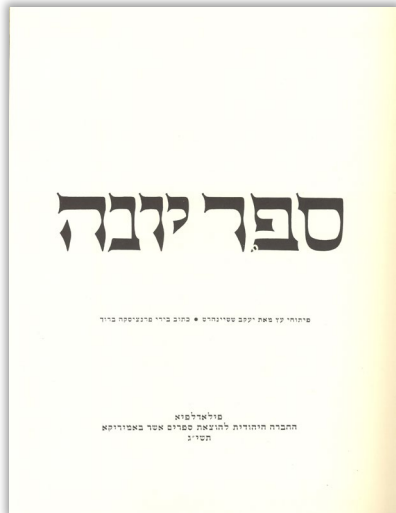 ספר יונה
פיתוחי עץ מאת יעקב שטיינהרט • כתוב בידי פרנציסקה ברוך
פילאדלפיא
החברה היהודית להוצאת ספרים אשר באמריקא
תשי״ג